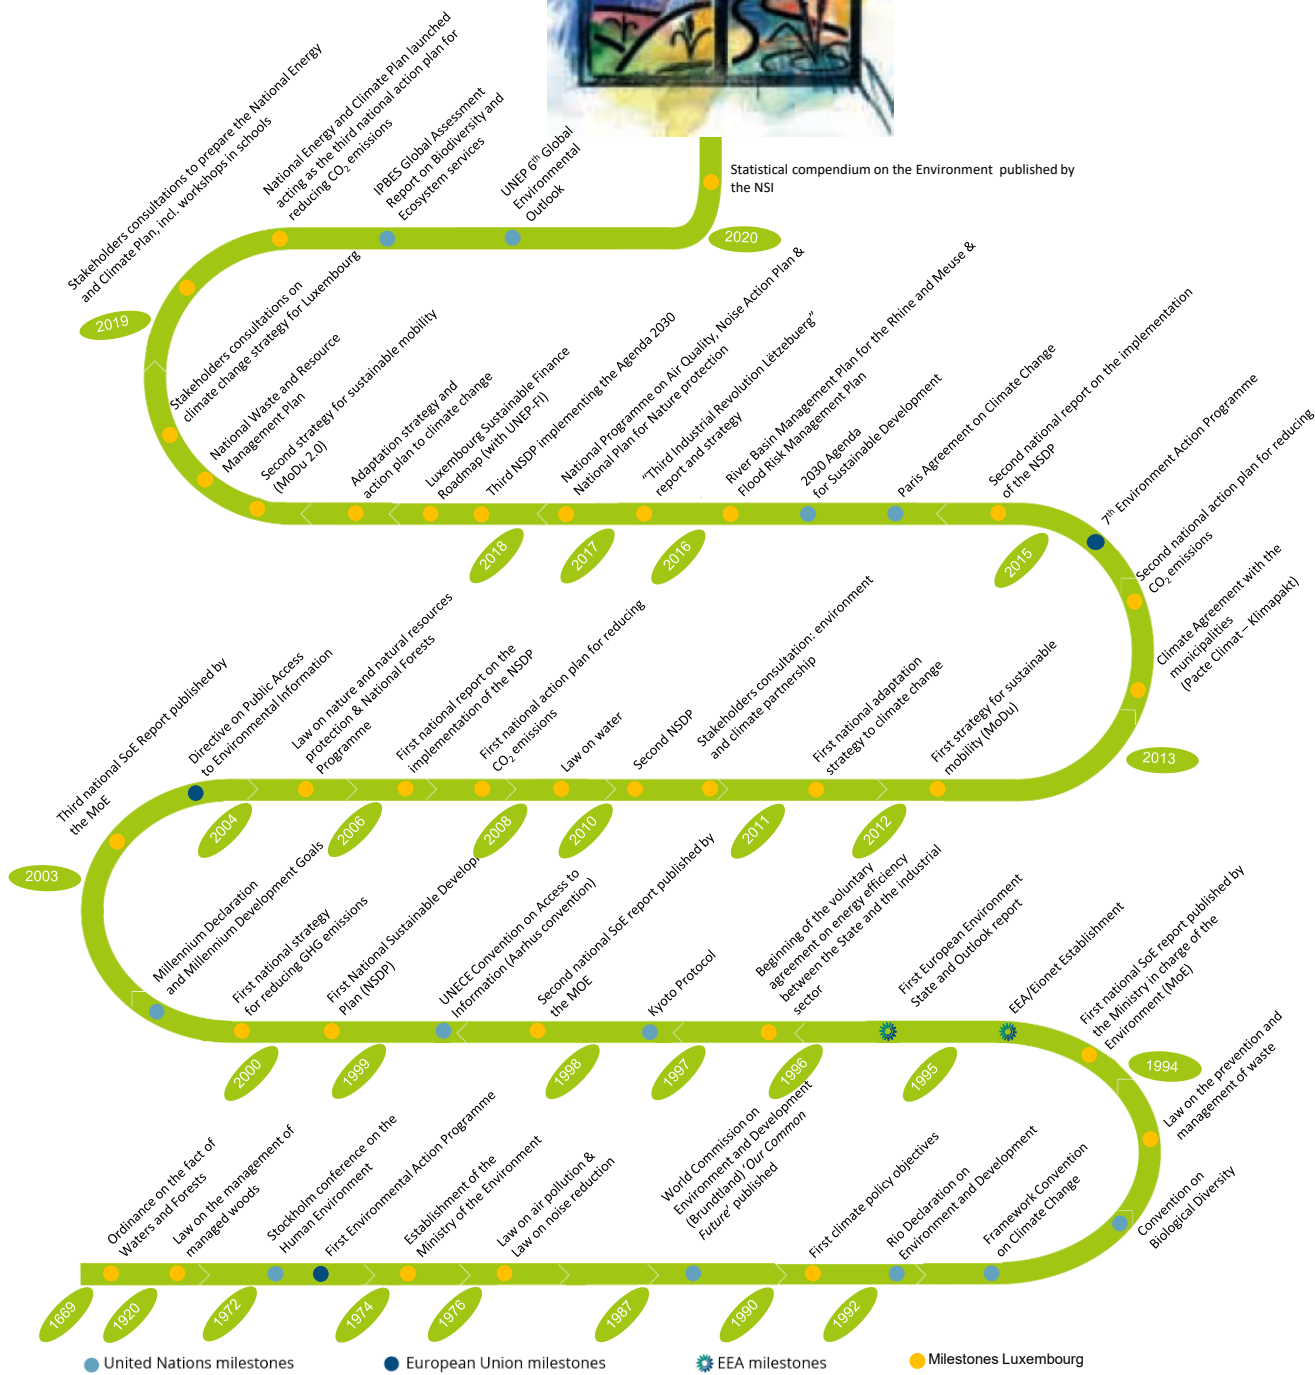 Statistical compendium on the Environment  published by
the NSI
2020
UNEP 6th Global
Environmental
Outlook
IPBES Global Assessment
Report on Biodiversity and
Ecosystem services
National Energy and Climate Plan launched
acting as the third national action plan for
reducing CO2 emissions
Stakeholders consultations to prepare the National Energy
and Climate Plan, incl. workshops in schools
2019
Stakeholders consultations on
climate change strategy for Luxembourg
National Waste and Resource
Management Plan
Second strategy for sustainable mobility
(MoDu 2.0)
Adaptation strategy and
action plan to climate change
Luxembourg Sustainable Finance
Roadmap (with UNEP-FI)
Third NSDP implementing the Agenda 2030
2018
National Programme on Air Quality, Noise Action Plan &
National Plan for Nature protection
2017
"Third Industrial Revolution Lëtzebuerg"
report and strategy
2016
River Basin Management Plan for the Rhine and Meuse &
Flood Risk Management Plan
2030 Agenda
for Sustainable Development
Paris Agreement on Climate Change
Second national report on the implementation
of the NSDP
2015
7th Environment Action Programme
Second national action plan for reducing
CO2 emissions
Climate Agreement with the
municipalities
(Pacte Climat – Klimapakt)
2013
First strategy for sustainable
mobility (MoDu)
2012
First national adaptation
strategy to climate change
2011
Stakeholders consultation: environment
and climate partnership
Second NSDP
2010
Law on water
2008
First national action plan for reducing
CO2 emissions
First national report on the
implementation of the NSDP
2006
Law on nature and natural resources
protection & National Forests
Programme
2004
Directive on Public Access
to Environmental Information
Third national SoE Report published by
the MoE
2003
Millennium Declaration
and Millennium Development Goals
First national strategy
for reducing GHG emissions
2000
First National Sustainable Develop
Plan (NSDP)
1999
UNECE Convention on Access to
Information (Aarhus convention)
Second national SoE report published by
the MOE
1998
Kyoto Protocol
1997
Beginning of the voluntary
agreement on energy efficiency
between the State and the industrial
sector
1996
First European Environment
State and Outlook report
1995
EEA/Eionet Establishment
First national SoE report published by
the Ministry in charge of the
Environment (MoE)
1994
Law on the prevention and
management of waste
Convention on
Biological Diversity
Framework Convention
on Climate Change
Rio Declaration on
Environment and Development
1992
First climate policy objectives
1990
World Commission on
Environment and Development
(Brundtland) 'Our Common
Future' published
1987
Law on air pollution &
Law on noise reduction
1976
Establishment of the
Ministry of the Environment
1974
First Environmental Action Programme
Stockholm conference on the
Human Environment
1972
Law on the management of
managed woods
1920
Ordinance on the fact of
Waters and Forests
1669
United Nations milestones
European Union milestones
EEA milestones
Milestones Luxembourg